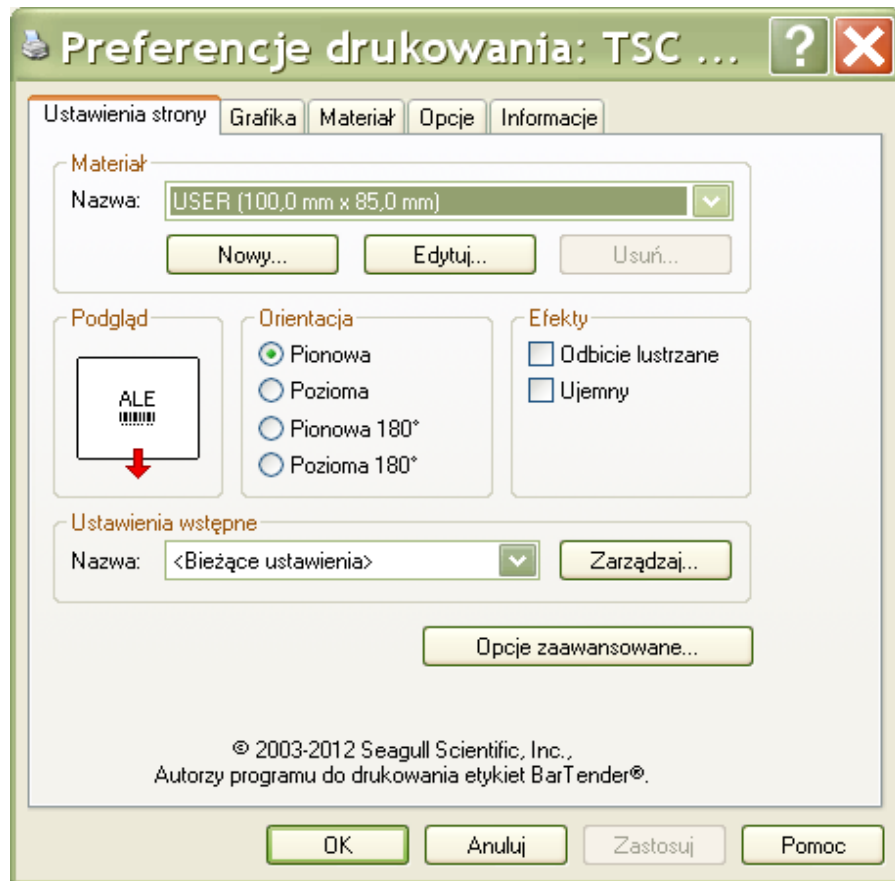 Preferencje drukowania: TSC ...
Ustawienia strony Grafika Materiał Opcje Informacje
Materiał
Nazwa: USER (100,0 mm x 85,0 mm)
Nowy... Edytuj... Usuń...
Podgląd Orientacja Efekty
Pionowa Odbicie lustrzane
ALE Pozioma Ujemny
Pionowa 180°
Pozioma 180°
Ustawienia wstępne
Nazwa: <Bieżące ustawienia> Zarządzaj...
Opcje zaawansowane...
© 2003-2012 Seagull Scientific, Inc.,
Autorzy programu do drukowania etykiet BarTender®.
OK Anuluj Zastosuj Pomoc